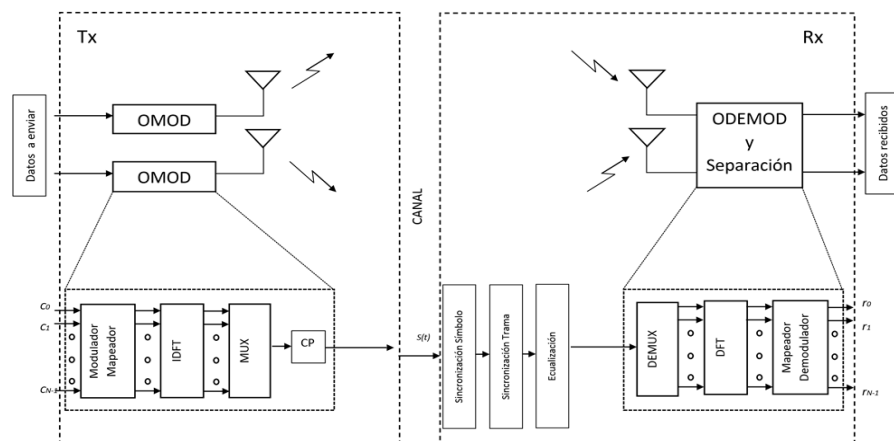 Tx
Rx
Datos a enviar
OMOD
OMOD
CANAL
ODEMOD
y
Separación
Datos recibidos
C0
C1
CN-1
Modulador
Mapeador
IDFT
MUX
CP
S(t)
Sincronización Símbolo
Sincronización Trama
Ecualización
DEMUX
DFT
Mapeador
Demodulador
r0
r1
rN-1